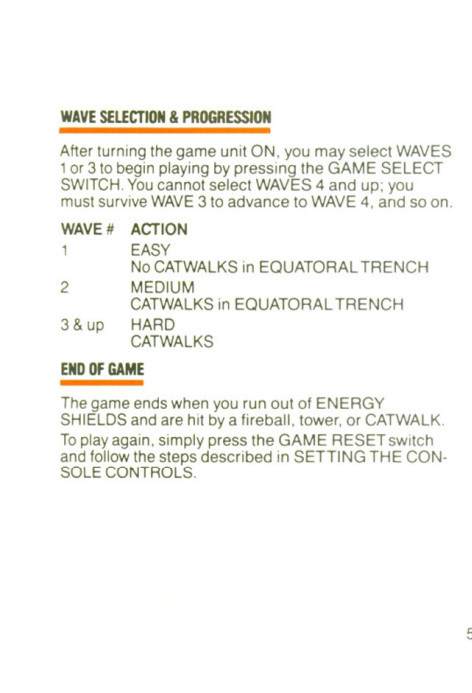 WAVE SELECTION & PROGRESSION
After turning the game unit ON, you may select WAVES
1 or 3 to begin playing by pressing the GAME SELECT
SWITCH. You cannot select WAVES 4 and up; you
must survive WAVE 3 to advance to WAVE 4, and so on.
WAVE # ACTION
1 EASY
No CATWALKS in EQUATORAL TRENCH
2 MEDIUM
CATWALKS in EQUATORAL TRENCH
3 & up HARD
CATWALKS
END OF GAME
The game ends when you run out of ENERGY
SHIELDS and are hit by a fireball, tower, or CATWALK.
To play again, simply press the GAME RESET switch
and follow the steps described in SETTING THE CON-
SOLE CONTROLS.
5